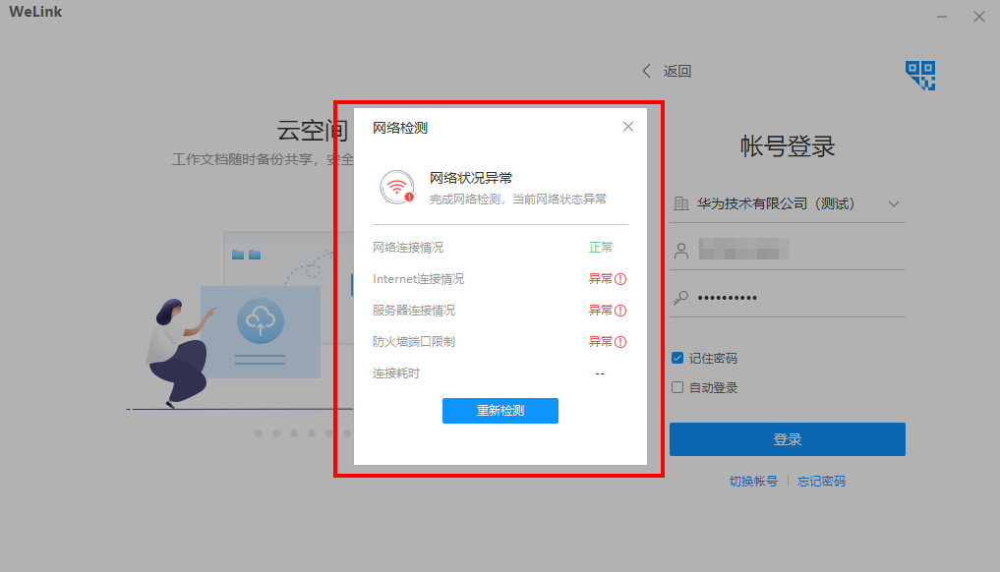 WeLink
返回
云空间
工作文档随时备份共享，安全
网络检测
网络状况异常
完成网络检测，当前网络状态异常
网络连接情况 正常
Internet连接情况 异常
服务器连接情况 异常
防火墙端口限制 异常
连接耗时 --
重新检测
帐号登录
华为技术有限公司（测试）
••••••••••
记住密码
自动登录
登录
切换帐号 | 忘记密码